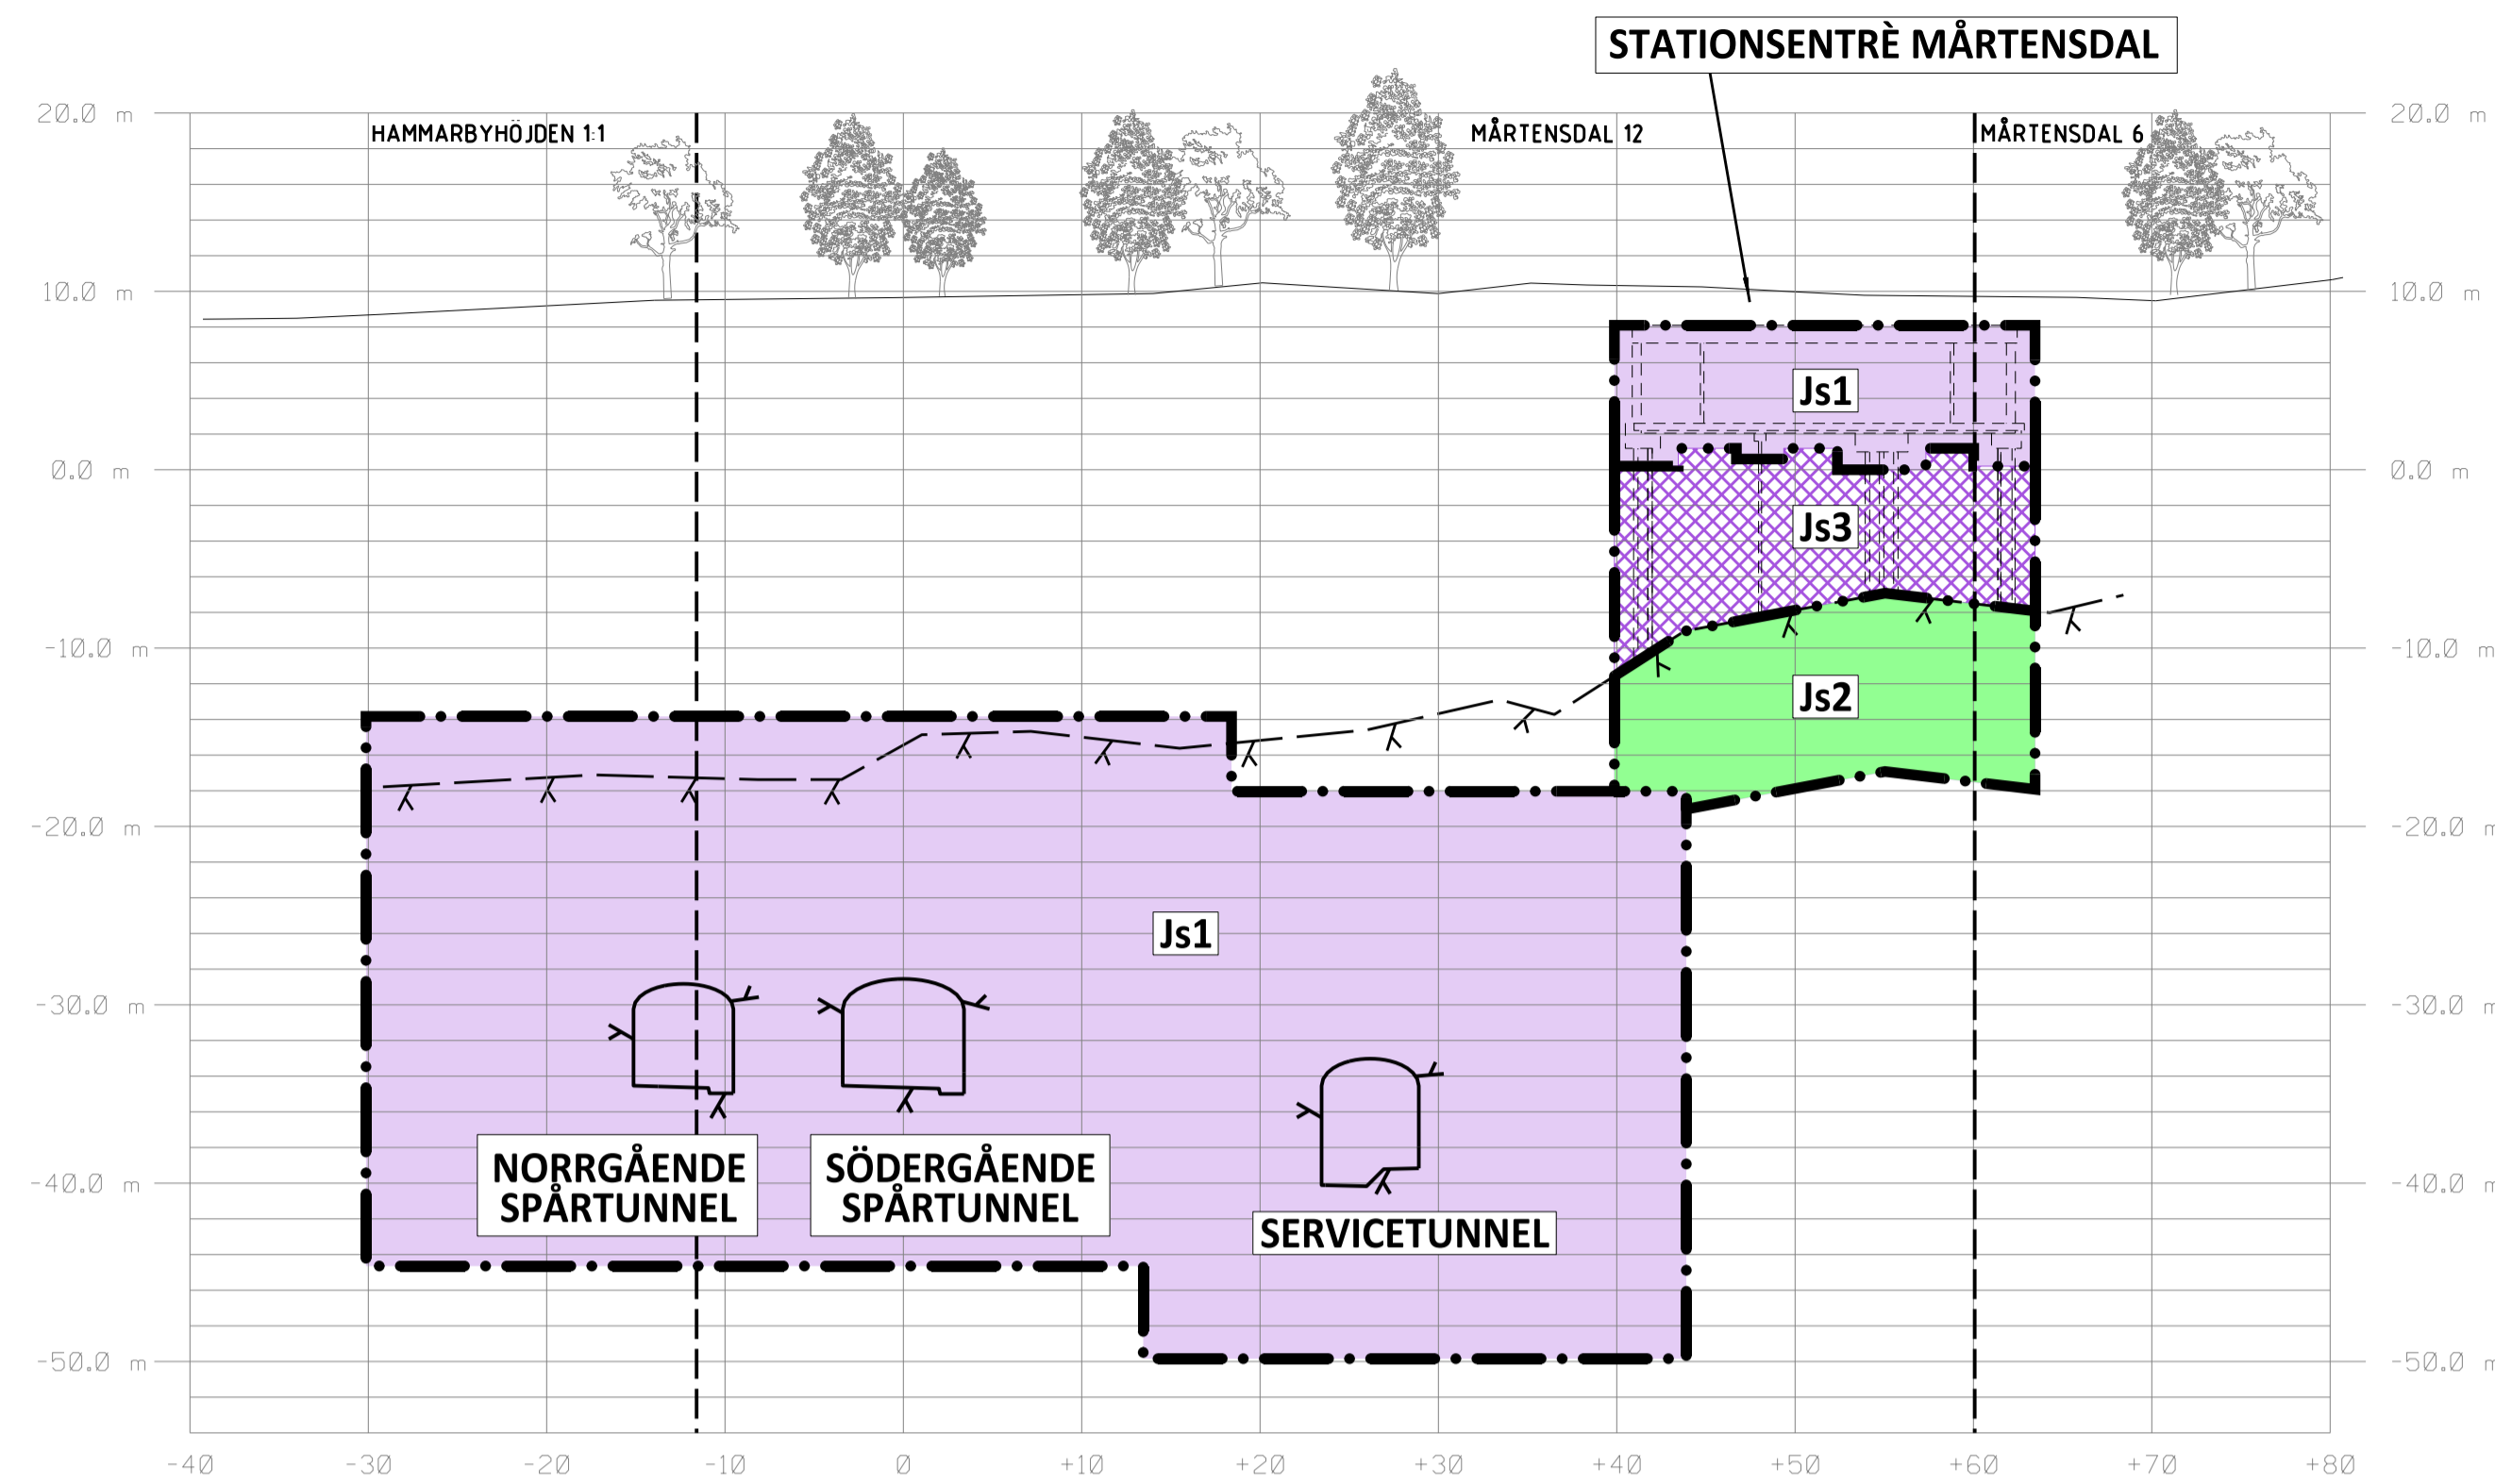 STATIONSENTRÈ MÅRTENSDAL
20.0 m
HAMMARBYHÖJDEN 1:1
MÅRTENSDAL 12
MÅRTENSDAL 6
20.0 m
10.0 m
10.0 m
Js1
0.0 m
0.0 m
Js3
-10.0 m
-10.0 m
Js2
-20.0 m
-20.0 m
Js1
-30.0 m
-30.0 m
NORRGÅENDE
SPÅRTUNNEL
SÖDERGÅENDE
SPÅRTUNNEL
-40.0 m
-40.0 m
SERVICETUNNEL
-50.0 m
-50.0 m
-40 -30 -20 -10 0 +10 +20 +30 +40 +50 +60 +70 +80